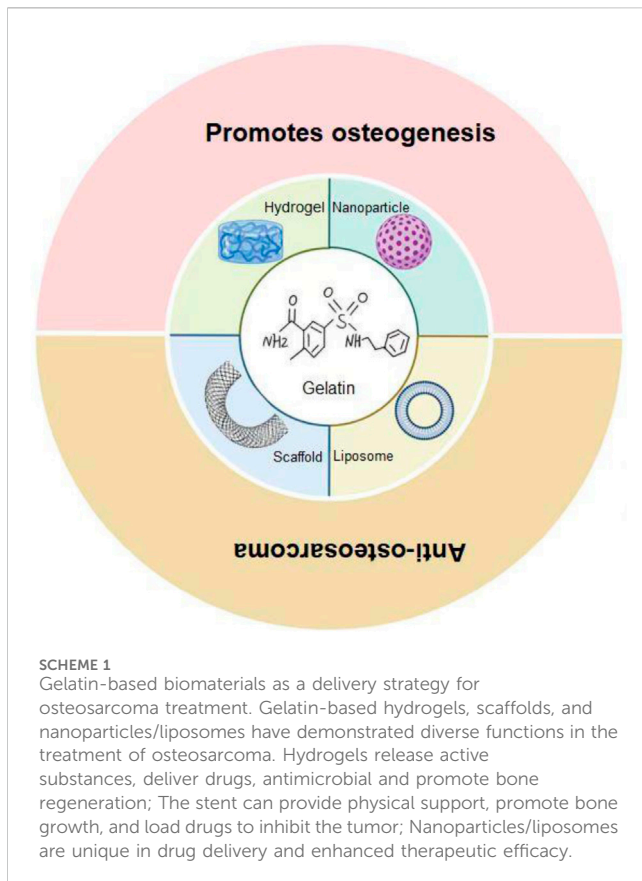 Promotes osteogenesis
Hydrogel Nanoparticle
O O
O S
NH2 NH
Gelatin
Scaffold Liposome
Anti-osteosarcoma
SCHEME 1
Gelatin-based biomaterials as a delivery strategy for
osteosarcoma treatment. Gelatin-based hydrogels, scaffolds, and
nanoparticles/liposomes have demonstrated diverse functions in the
treatment of osteosarcoma. Hydrogels release active
substances, deliver drugs, antimicrobial and promote bone
regeneration; The stent can provide physical support, promote bone
growth, and load drugs to inhibit the tumor; Nanoparticles/liposomes
are unique in drug delivery and enhanced therapeutic efficacy.